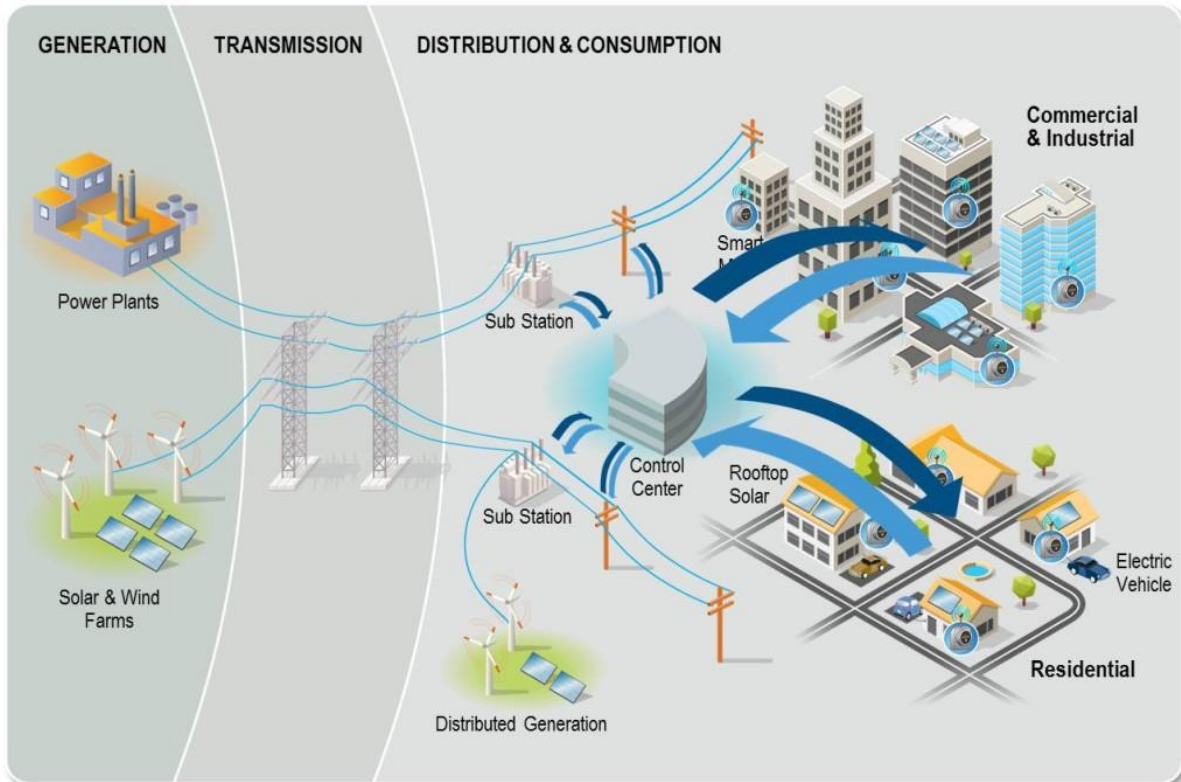 GENERATION
TRANSMISSION
DISTRIBUTION & CONSUMPTION
Commercial
& Industrial
Power Plants
Sub Station
Smart
Solar & Wind
Farms
Sub Station
Control
Center
Rooftop
Solar
Electric
Vehicle
Residential
Distributed Generation